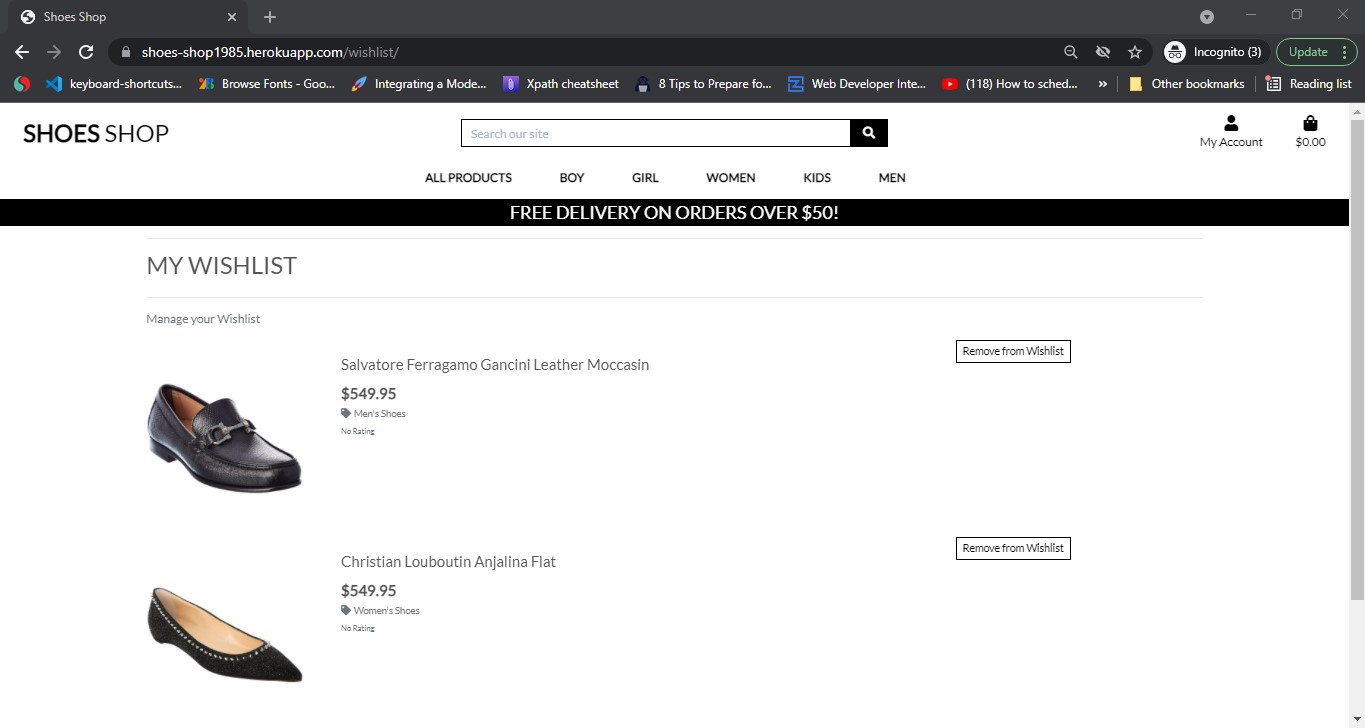 Shoes Shop
shoes-shop1985.herokuapp.com/wishlist/
Incognito (3)
Update
keyboard-shortcuts...
Browse Fonts - Goo...
Integrating a Mode...
Xpath cheatsheet
8 Tips to Prepare fo...
Web Developer Inte...
(118) How to sched...
»
Other bookmarks
Reading list
SHOES SHOP
Search our site
My Account
$0.00
ALL PRODUCTS
BOY
GIRL
WOMEN
KIDS
MEN
FREE DELIVERY ON ORDERS OVER $50!
MY WISHLIST
Manage your Wishlist
Salvatore Ferragamo Gancini Leather Moccasin
Remove from Wishlist
$549.95
Men's Shoes
No Rating
Christian Louboutin Anjalina Flat
Remove from Wishlist
$549.95
Women's Shoes
No Rating